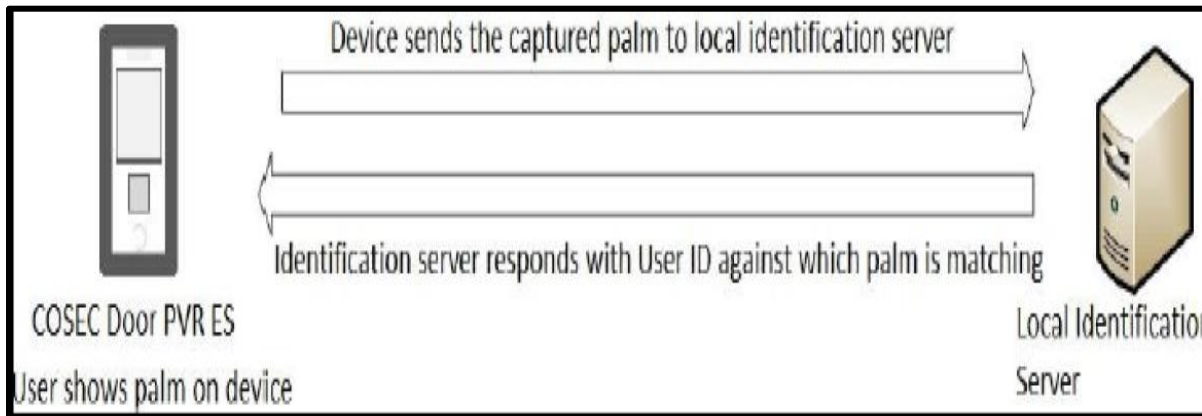 Device sends the captured palm to local identification server
Identification server responds with User ID against which palm is matching
COSEC Door PVR ES
User shows palm on device
Local Identification
Server